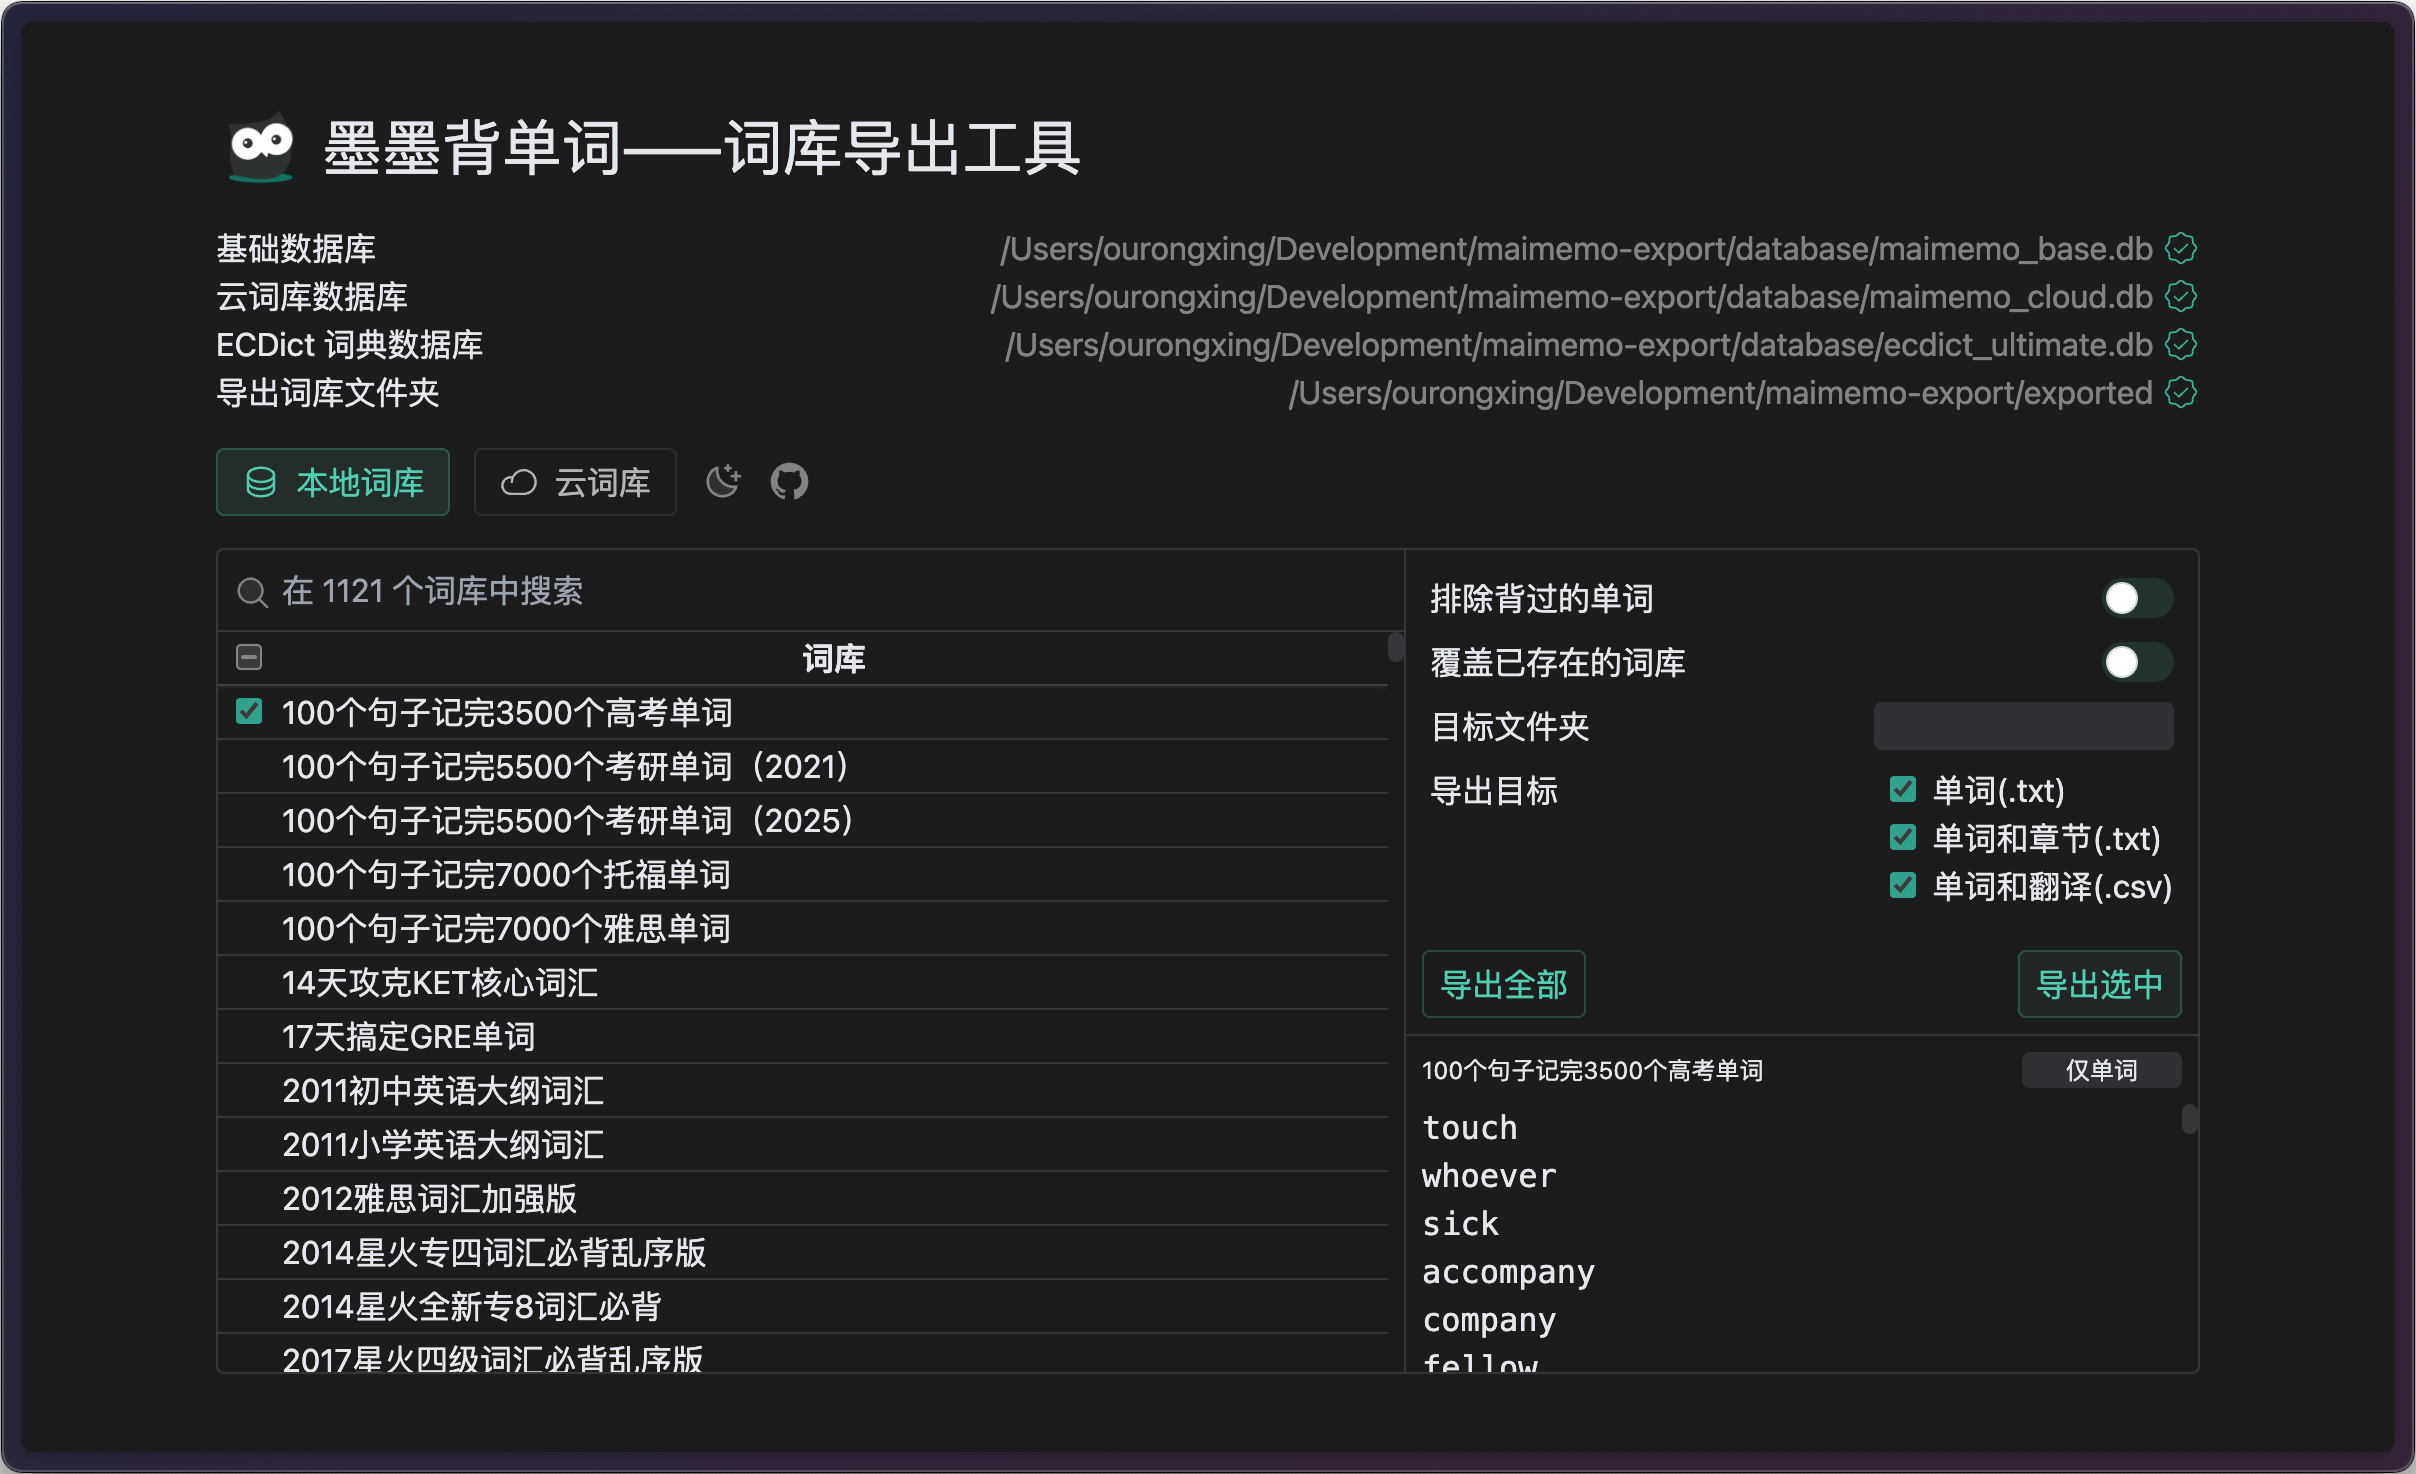 墨墨背单词——词库导出工具
基础数据库 /Users/ourongxing/Development/maimemo-export/database/maimemo_base.db
云词库数据库 /Users/ourongxing/Development/maimemo-export/database/maimemo_cloud.db
ECDict 词典数据库 /Users/ourongxing/Development/maimemo-export/database/ecdict_ultimate.db
导出词库文件夹 /Users/ourongxing/Development/maimemo-export/exported
本地词库 云词库
在 1121 个词库中搜索
词库
100个句子记完3500个高考单词
100个句子记完5500个考研单词（2021）
100个句子记完5500个考研单词（2025）
100个句子记完7000个托福单词
100个句子记完7000个雅思单词
14天攻克KET核心词汇
17天搞定GRE单词
2011初中英语大纲词汇
2011小学英语大纲词汇
2012雅思词汇加强版
2014星火专四词汇必背乱序版
2014星火全新专8词汇必背
2017星火四级词汇必背乱序版
排除背过的单词
覆盖已存在的词库
目标文件夹
导出目标
单词(.txt)
单词和章节(.txt)
单词和翻译(.csv)
导出全部 导出选中
100个句子记完3500个高考单词 仅单词
touch
whoever
sick
accompany
company
fellow